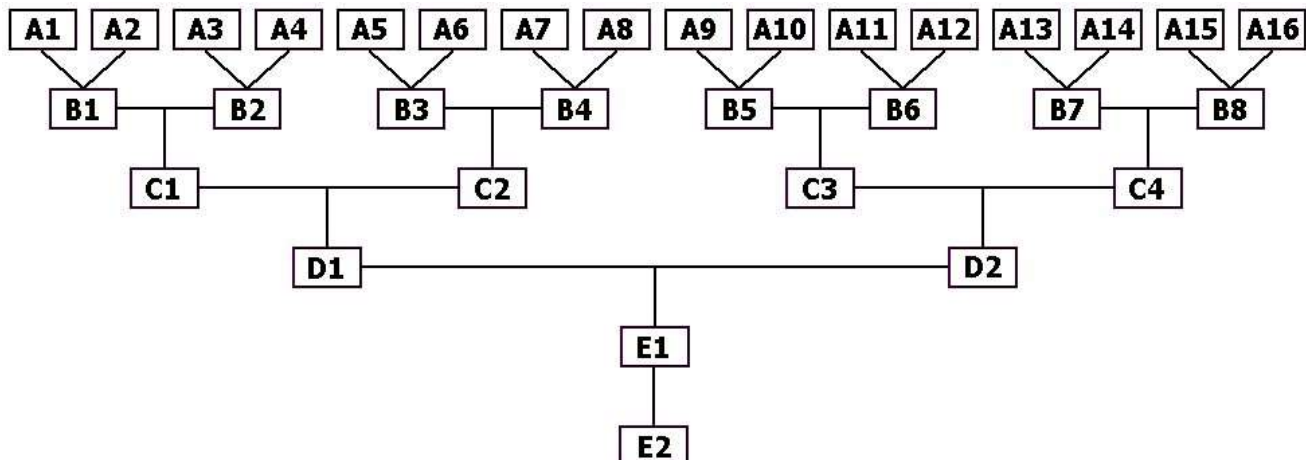 A1 A2 A3 A4 A5 A6 A7 A8 A9 A10 A11 A12 A13 A14 A15 A16
B1 B2 B3 B4 B5 B6 B7 B8
C1 C2 C3 C4
D1 D2
E1
E2